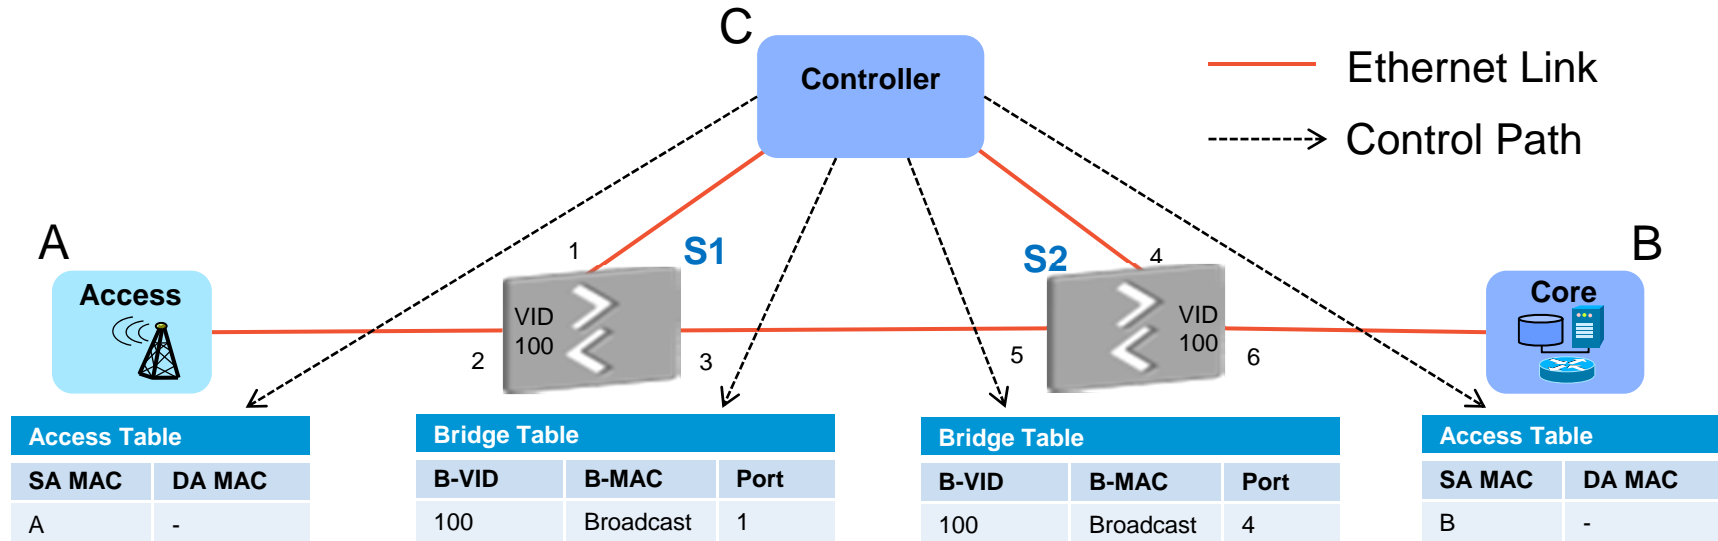 C
Controller
Ethernet Link
Control Path
A
Access
1
S1
VID
100
2
3
S2
4
VID
100
5
6
B
Core
Access Table
SA MAC DA MAC
A -
Bridge Table
B-VID B-MAC Port
100 Broadcast 1
Bridge Table
B-VID B-MAC Port
100 Broadcast 4
Access Table
SA MAC DA MAC
B -